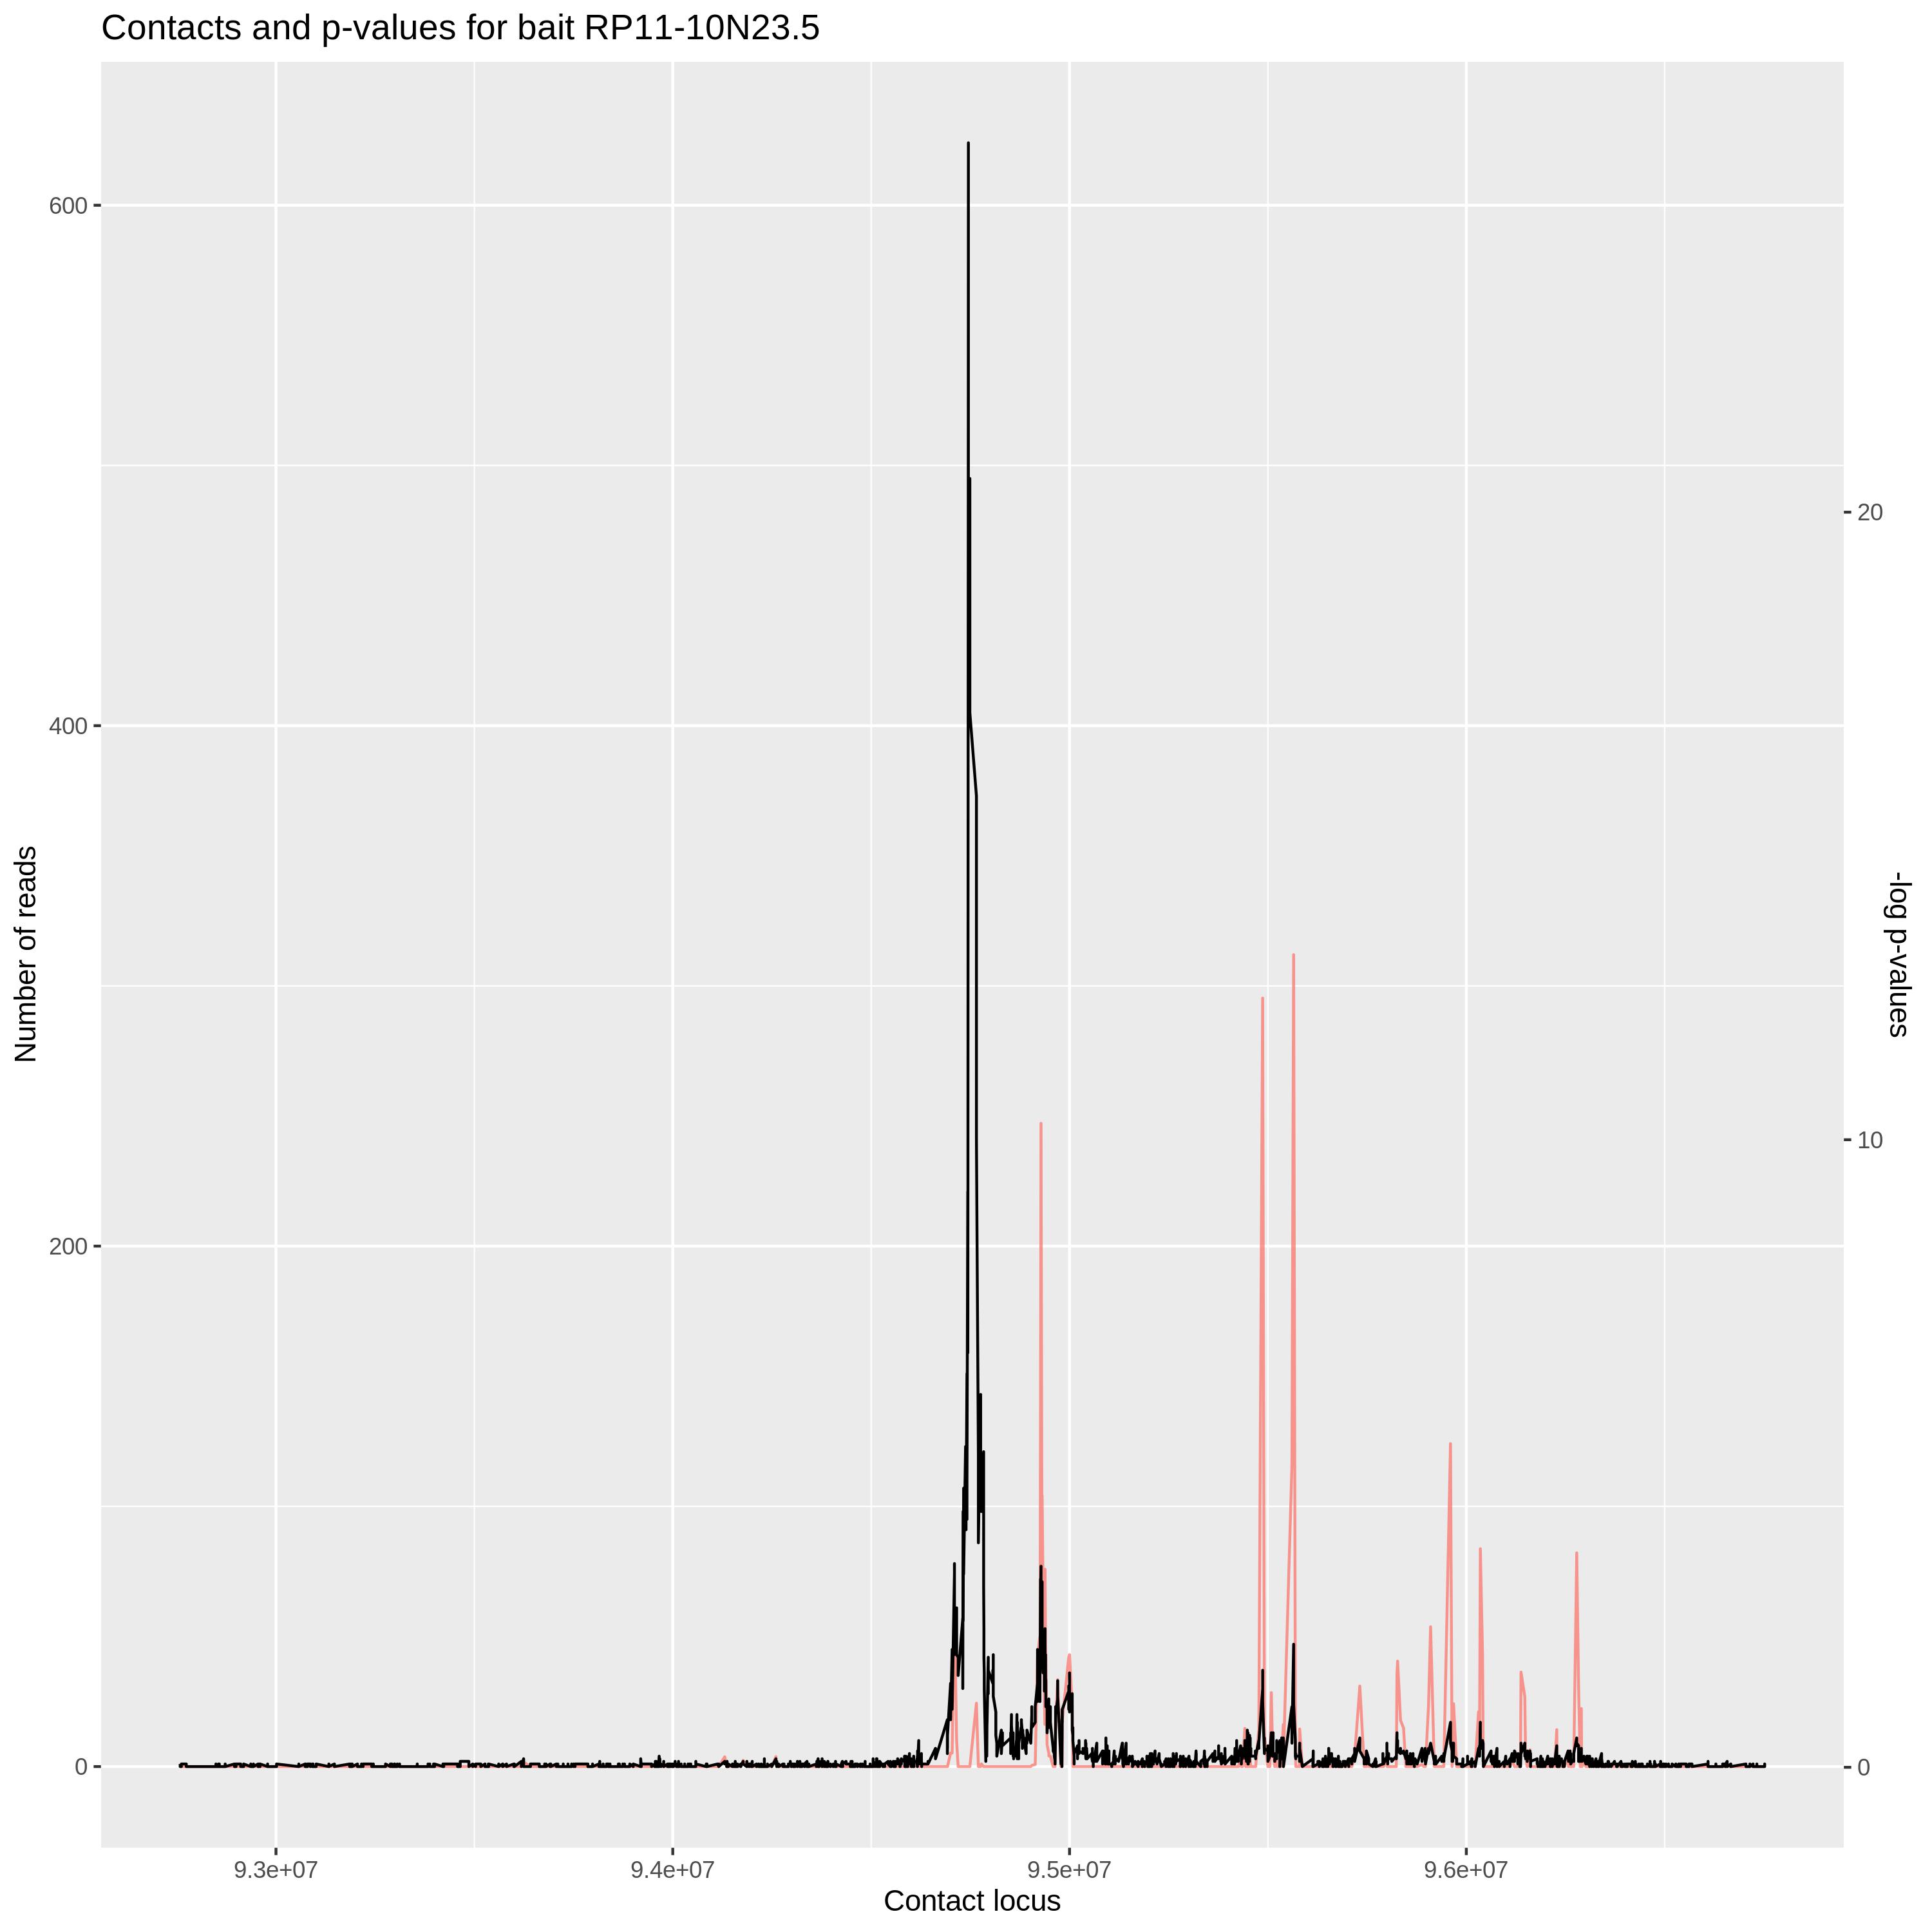 Contacts and p-values for bait RP11-10N23.5
600
400
200
0
20
10
0
Number of reads
-log p-values
9.3e+07 9.4e+07 9.5e+07 9.6e+07
Contact locus